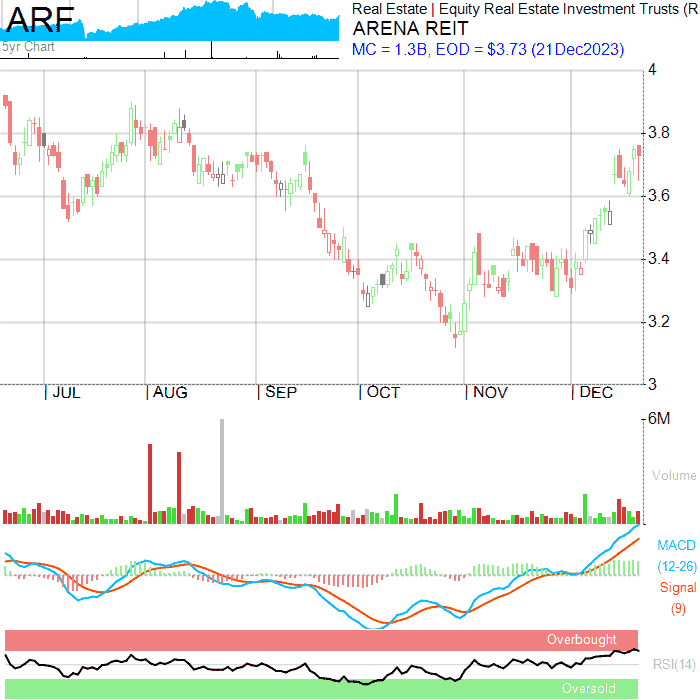 ARF
5yr Chart
Real Estate | Equity Real Estate Investment Trusts (R
ARENA REIT
MC = 1.3B, EOD = $3.73 (21Dec2023)
4
3.8
3.6
3.4
3.2
3
JUL AUG SEP OCT NOV DEC
6M
Volume
MACD
(12-26)
Signal
(9)
Overbought
RSI(14)
Oversold